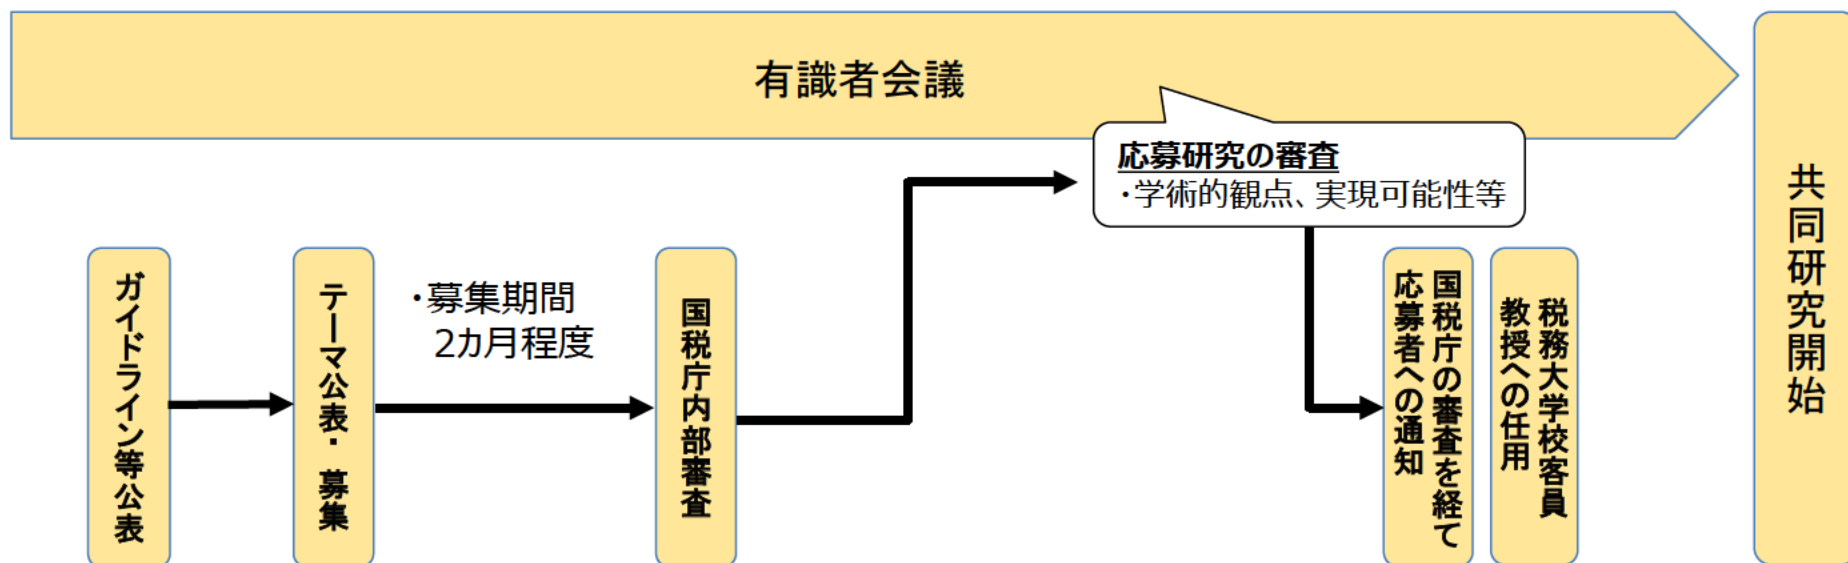 有識者会議
応募研究の審査
・学術的観点、実現可能性等
ガイドライン等公表
テーマ公表・募集
・募集期間
2カ月程度
国税庁内部審査
国税庁の審査を経て
応募者への通知
税務大学校客員
教授への任用
共同研究開始